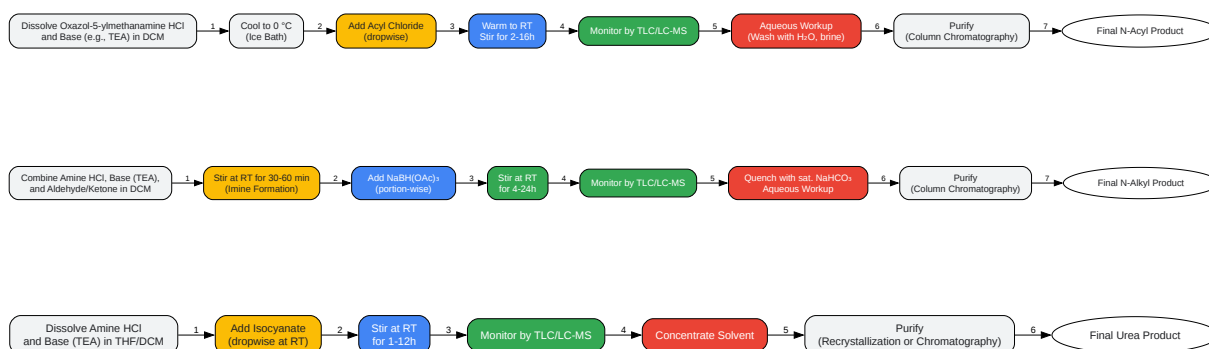 Dissolve Oxazol-5-ylmethanamine HCl
and Base (e.g., TEA) in DCM
1
Cool to 0 °C
(Ice Bath)
2
Add Acyl Chloride
(dropwise)
3
Warm to RT
Stir for 2-16h
4
Monitor by TLC/LC-MS
5
Aqueous Workup
(Wash with H₂O, brine)
6
Purify
(Column Chromatography)
7
Final N-Acyl Product
Combine Amine HCl, Base (TEA),
and Aldehyde/Ketone in DCM
1
Stir at RT for 30-60 min
(Imine Formation)
2
Add NaBH(OAc)₃
(portion-wise)
3
Stir at RT
for 4-24h
4
Monitor by TLC/LC-MS
5
Quench with sat. NaHCO₃
Aqueous Workup
6
Purify
(Column Chromatography)
7
Final N-Alkyl Product
Dissolve Amine HCl
and Base (TEA) in THF/DCM
1
Add Isocyanate
(dropwise at RT)
2
Stir at RT
for 1-12h
3
Monitor by TLC/LC-MS
4
Concentrate Solvent
5
Purify
(Recrystallization or Chromatography)
6
Final Urea Product